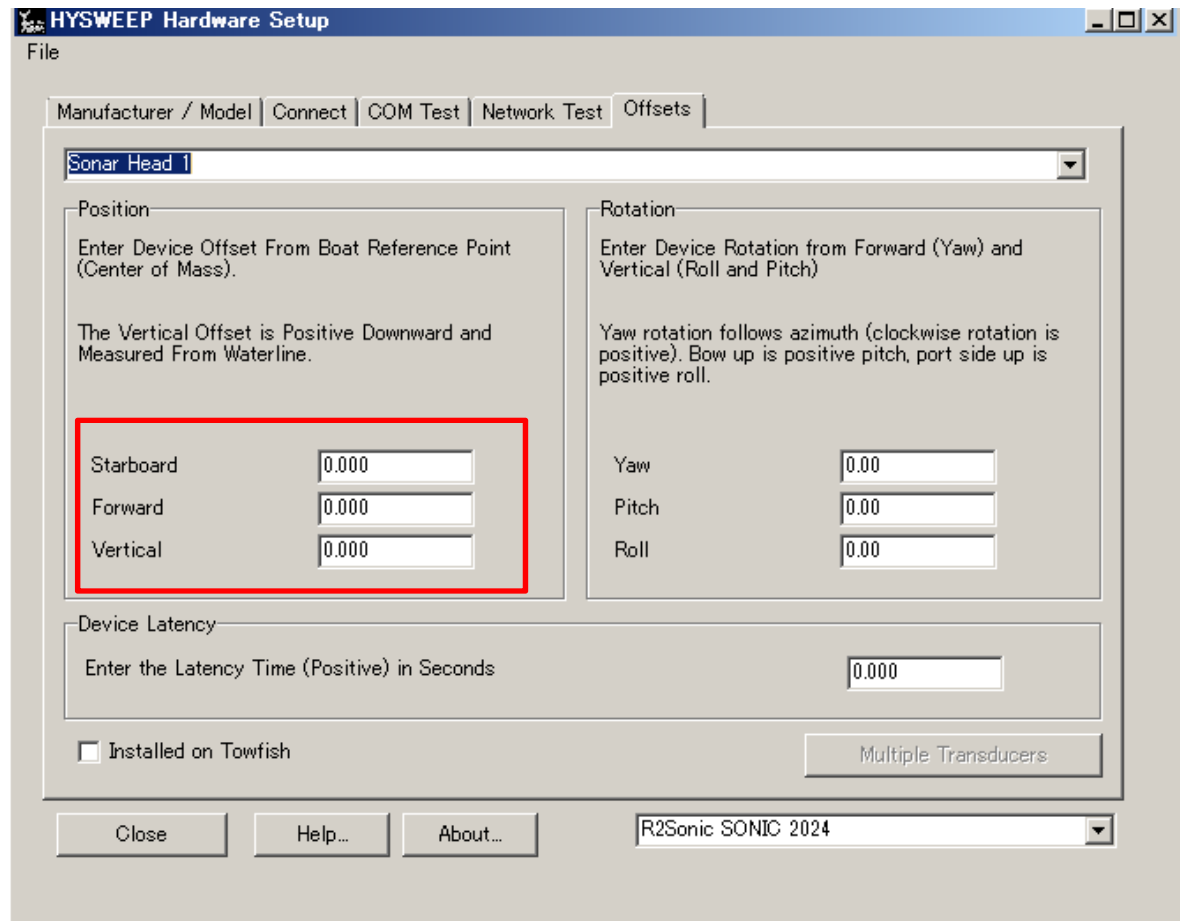 HYSWEEP Hardware Setup
File
Manufacturer / Model
Connect
COM Test
Network Test
Offsets
Sonar Head 1
Position
Enter Device Offset From Boat Reference Point
(Center of Mass).
The Vertical Offset is Positive Downward and
Measured From Waterline.
Starboard 0.000
Forward 0.000
Vertical 0.000
Rotation
Enter Device Rotation from Forward (Yaw) and
Vertical (Roll and Pitch)
Yaw rotation follows azimuth (clockwise rotation is
positive). Bow up is positive pitch, port side up is
positive roll.
Yaw 0.00
Pitch 0.00
Roll 0.00
Device Latency
Enter the Latency Time (Positive) in Seconds 0.000
Installed on Towfish
Multiple Transducers
Close
Help...
About...
R2Sonic SONIC 2024